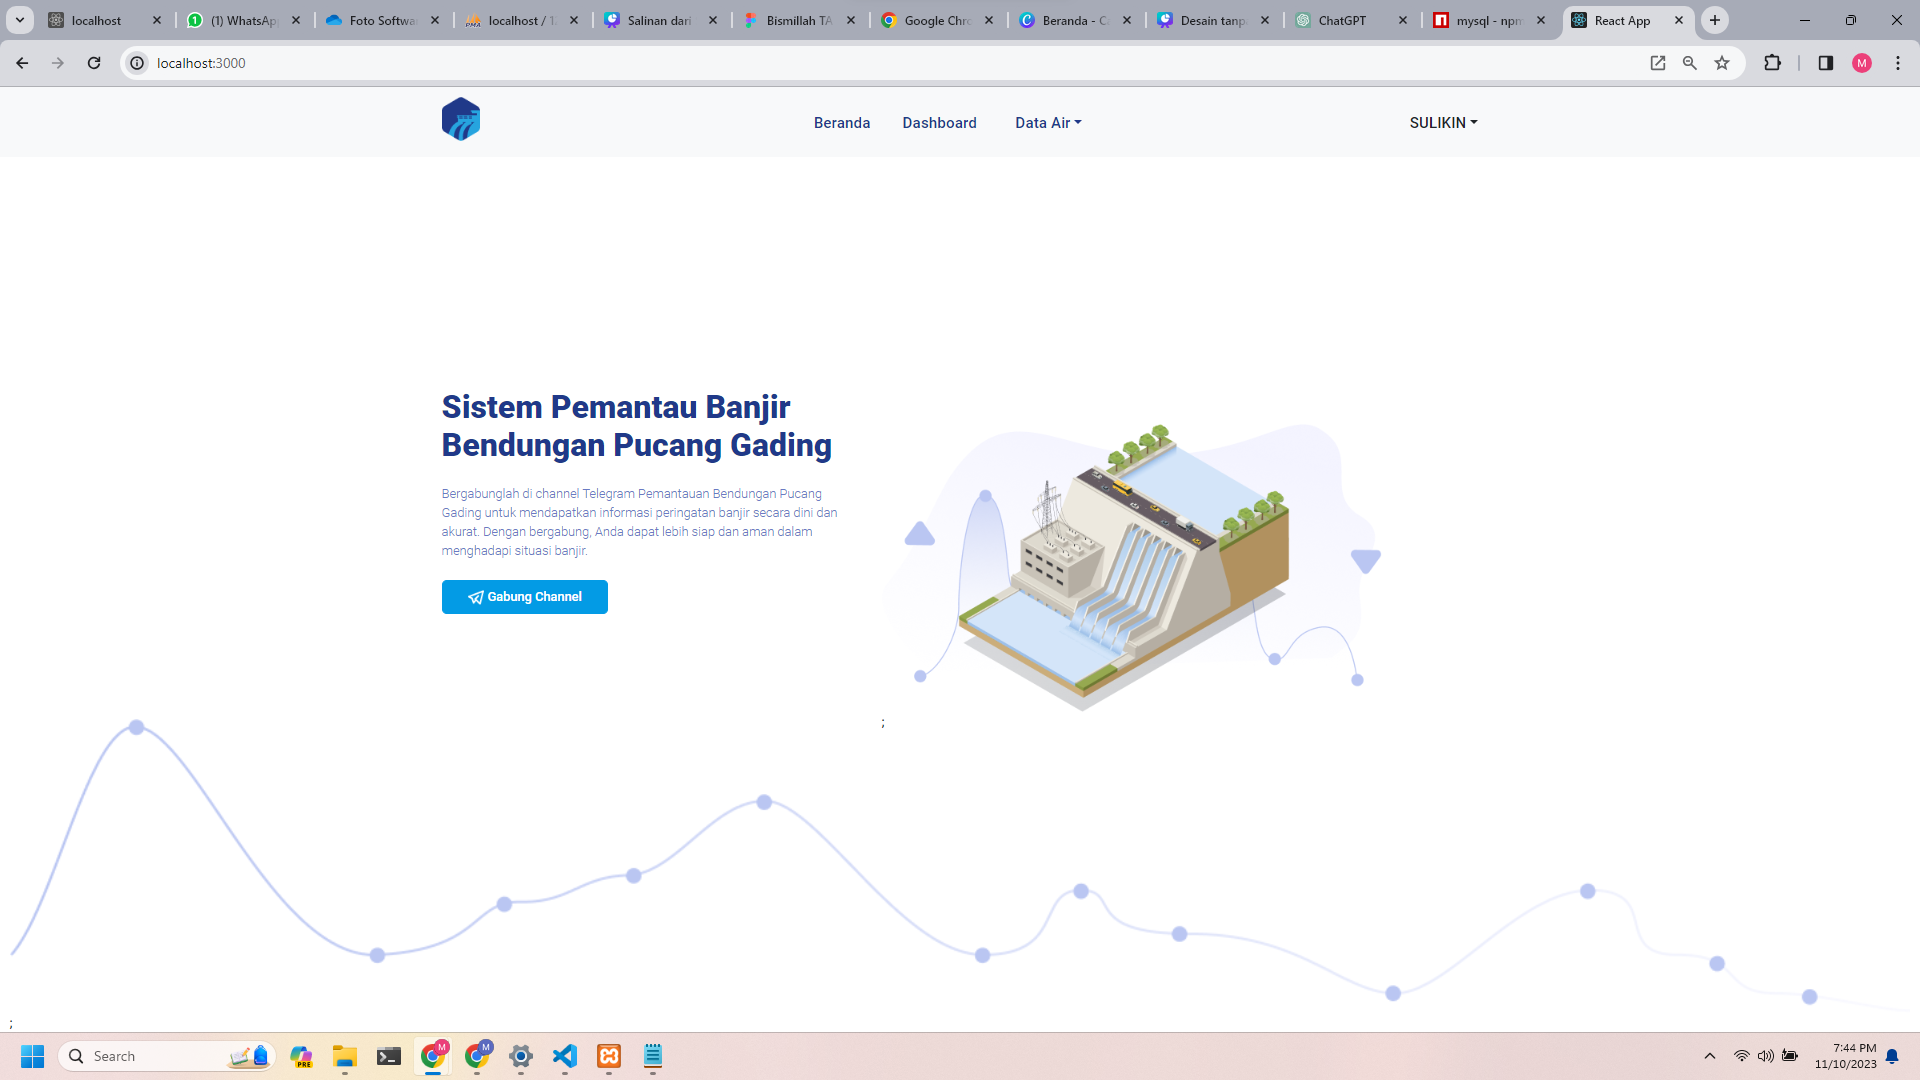 localhost
(1) WhatsAp
Foto Softwa
localhost / 1
Salinan dari
Bismillah TA
Google Chro
Beranda - C
Desain tanp
ChatGPT
mysql - npm
React App
localhost:3000
M
Beranda
Dashboard
Data Air
SULIKIN
Sistem Pemantau Banjir
Bendungan Pucang Gading
Bergabunglah di channel Telegram Pemantauan Bendungan Pucang
Gading untuk mendapatkan informasi peringatan banjir secara dini dan
akurat. Dengan bergabung, Anda dapat lebih siap dan aman dalam
menghadapi situasi banjir.
Gabung Channel
;
;
Search
PRE
M
M
7:44 PM
11/10/2023